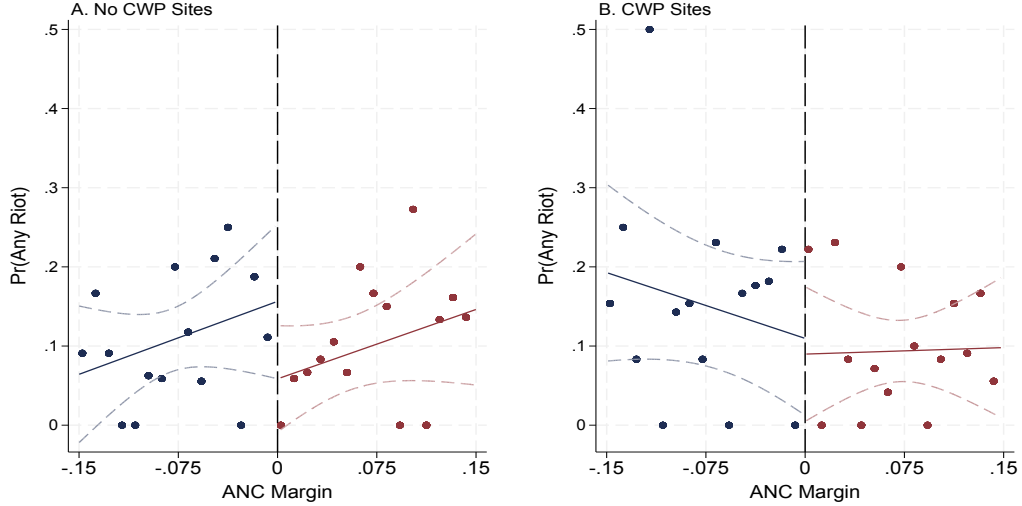 A. No CWP Sites
Pr(Any Riot)
.5
.4
.3
.2
.1
0
-.15 -.075 0 .075 .15
ANC Margin
B. CWP Sites
Pr(Any Riot)
.5
.4
.3
.2
.1
0
-.15 -.075 0 .075 .15
ANC Margin